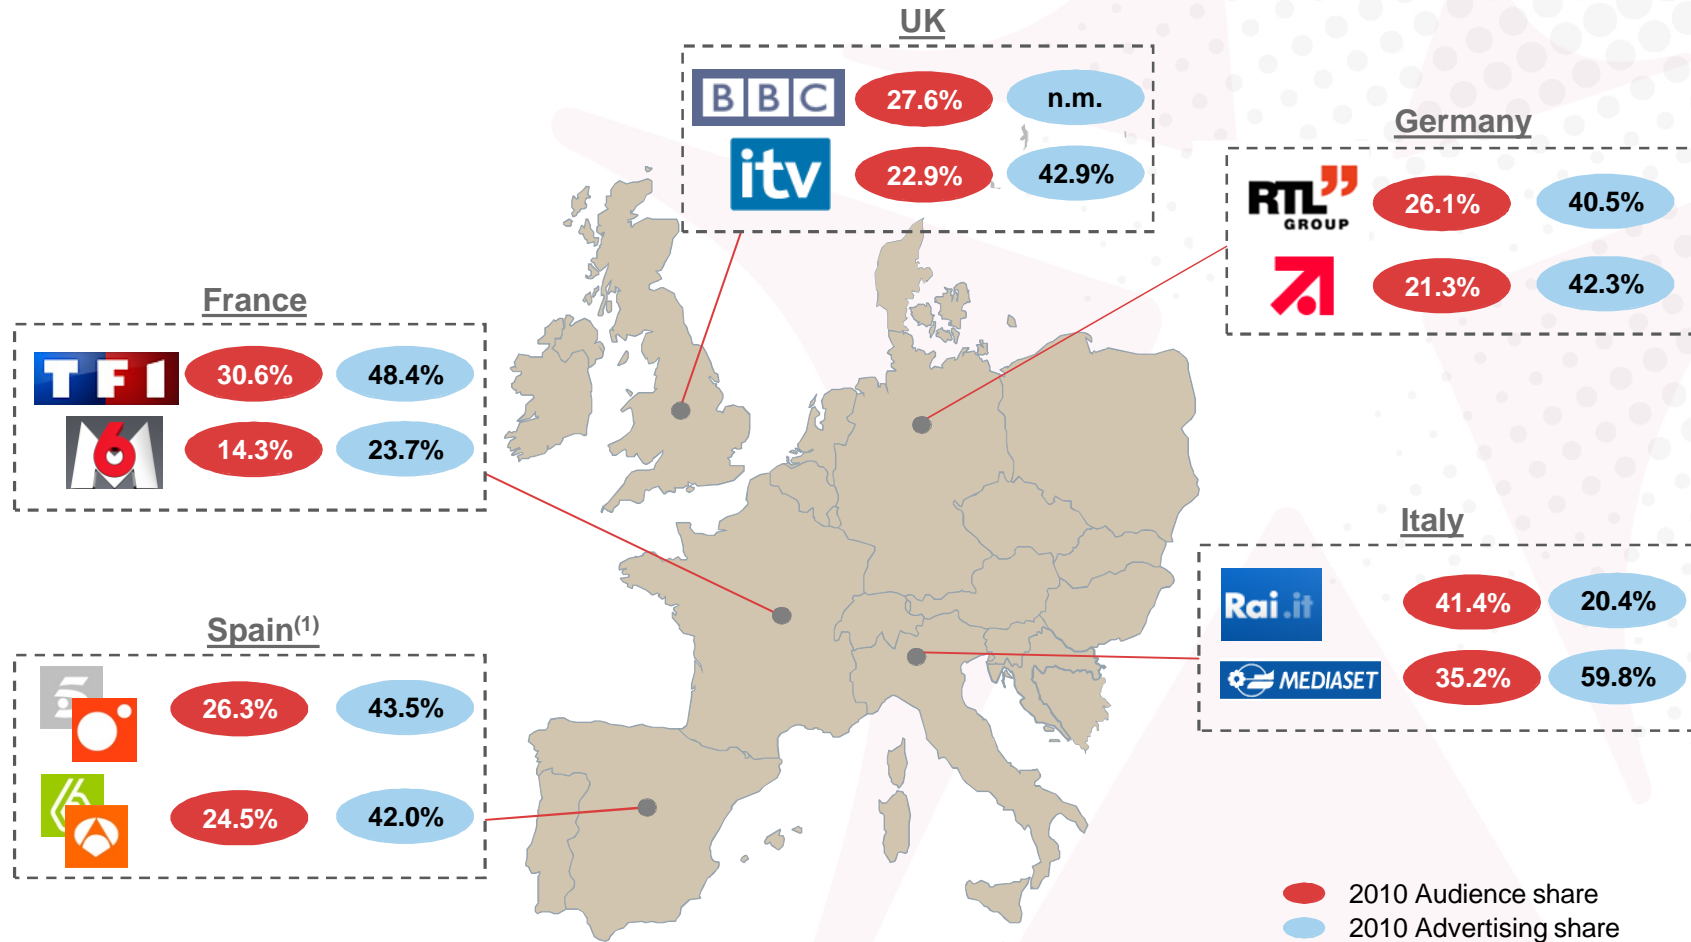 UK
BBC 27.6% n.m.
itv 22.9% 42.9%
Germany
RTL GROUP 26.1% 40.5%
21.3% 42.3%
France
TF1 30.6% 48.4%
M6 14.3% 23.7%
Italy
Rai.it 41.4% 20.4%
MEDIASET 35.2% 59.8%
Spain(1)
5 26.3% 43.5%
6 A 24.5% 42.0%
2010 Audience share
2010 Advertising share